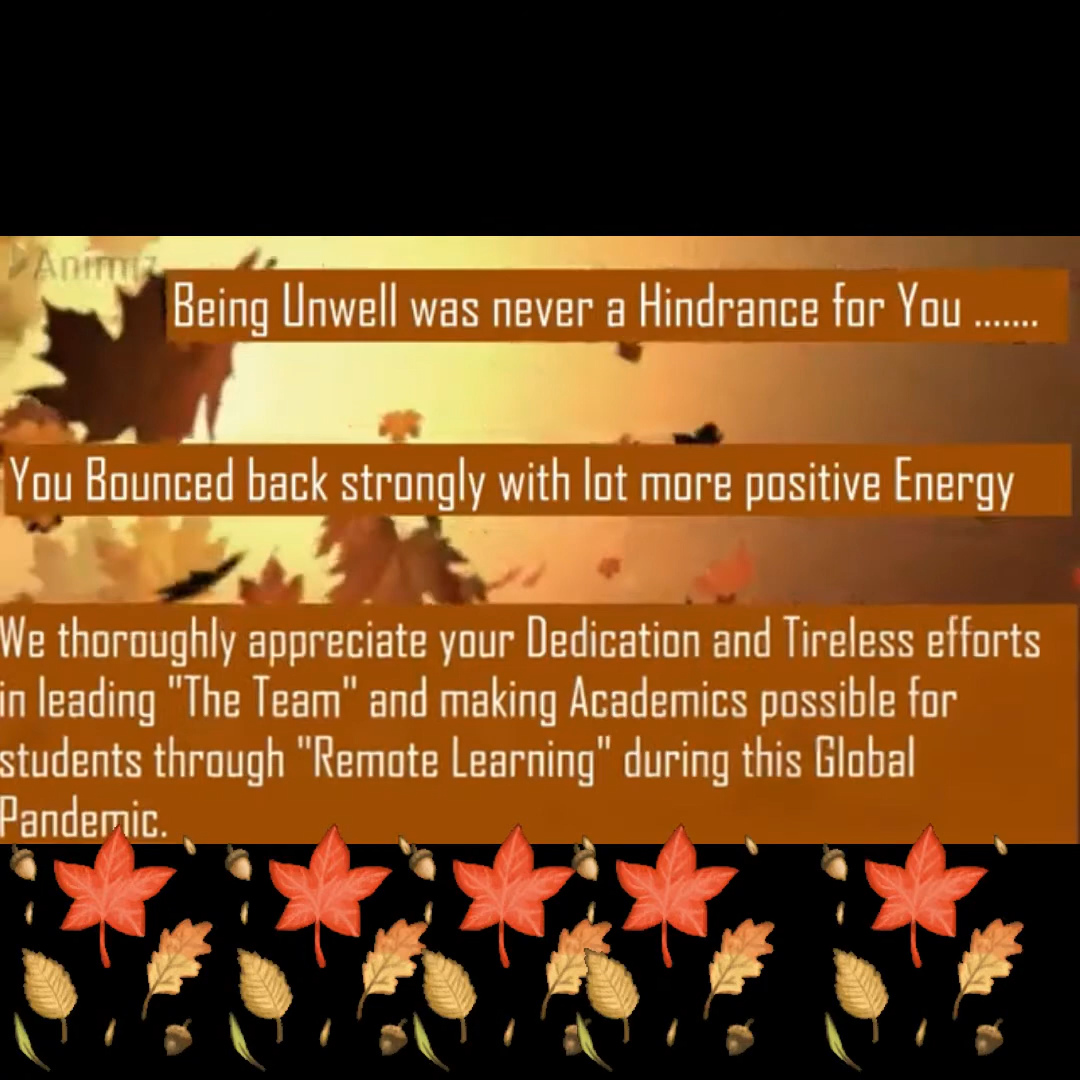 Animiz
Being Unwell was never a Hindrance for You .......
You Bounced back strongly with lot more positive Energy
We thoroughly appreciate your Dedication and Tireless efforts
in leading "The Team" and making Academics possible for
students through "Remote Learning" during this Global
Pandemic.